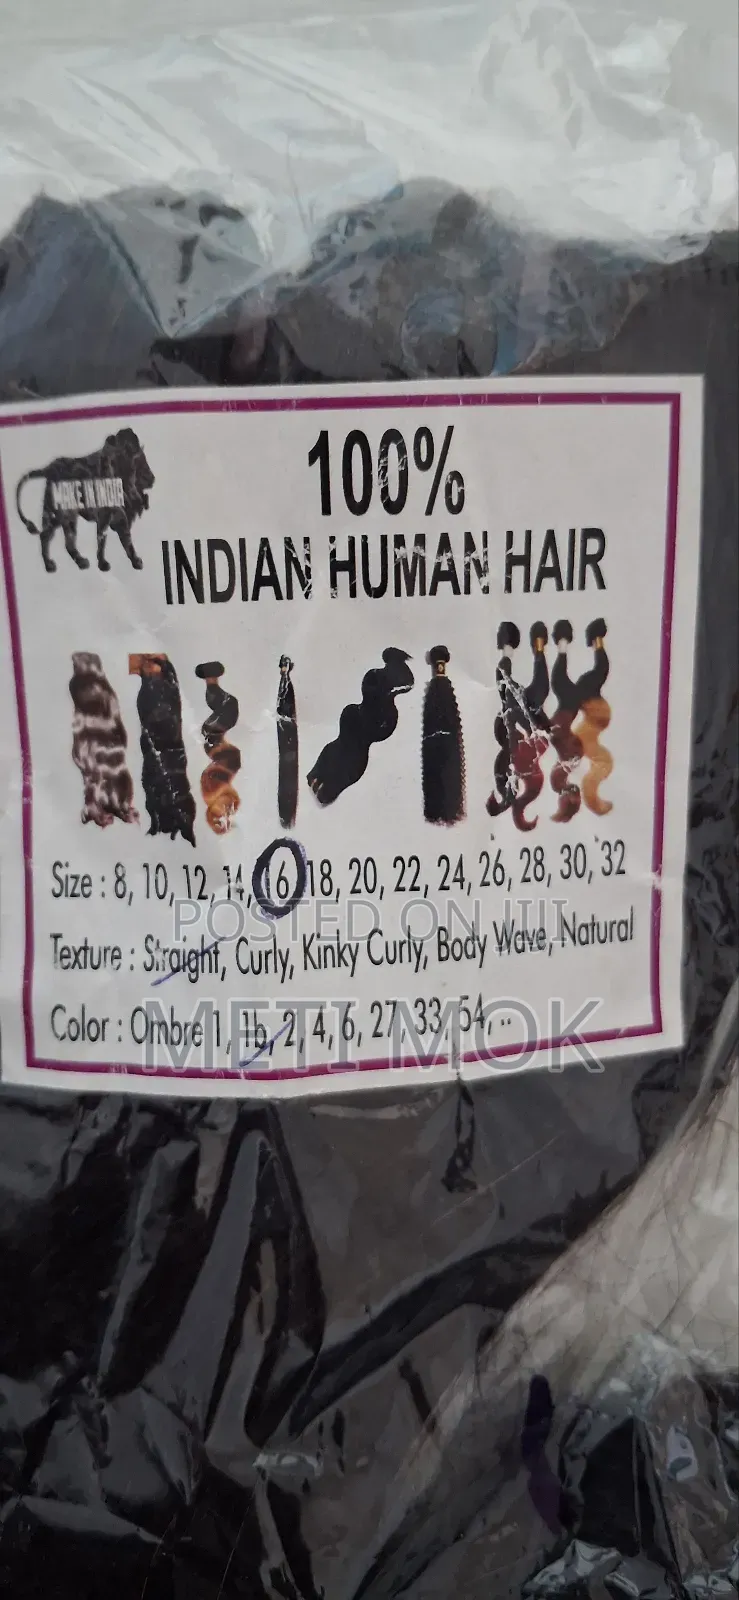 MAKE IN INDIA
100%
INDIAN HUMAN HAIR
Size : 8, 10, 12, 14, 16, 18, 20, 22, 24, 26, 28, 30, 32
POSTED ON JIJI
Texture : Straight, Curly, Kinky Curly, Body Wave, Natural
Color : Ombre 1, 1b, 2, 4, 6, 27, 33, 54, ..
METI MOK